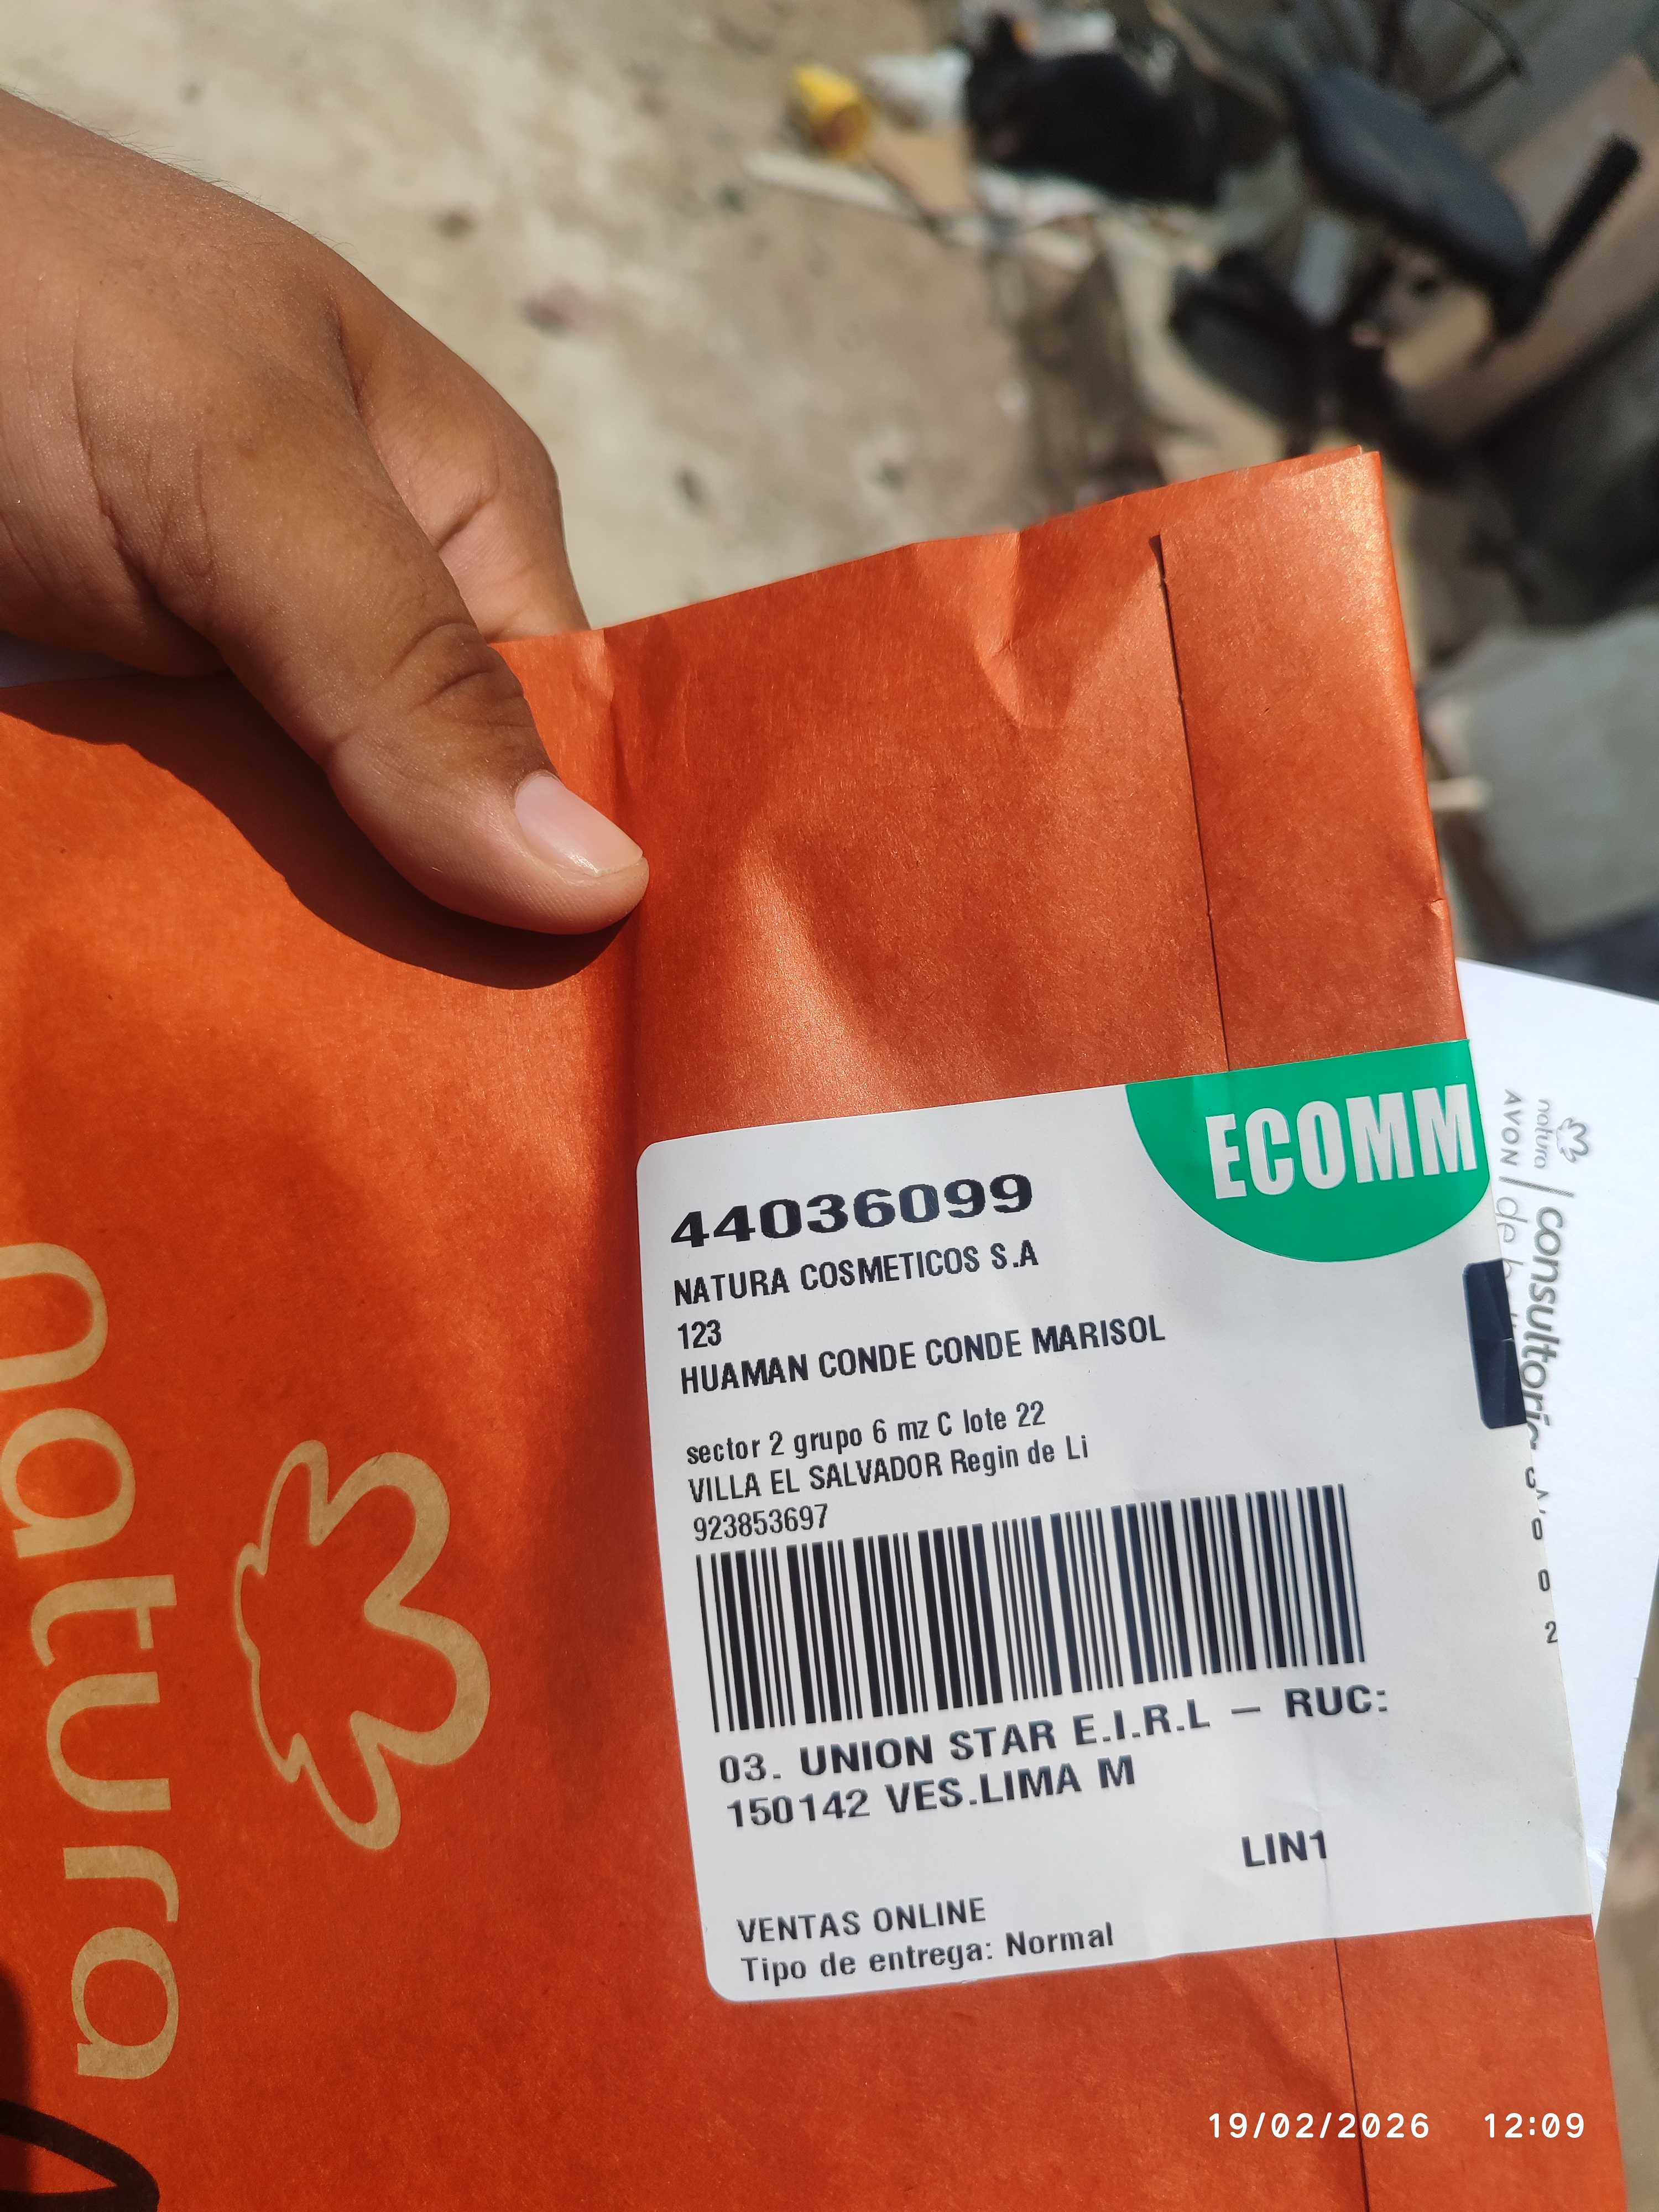 ECOMM
44036099
NATURA COSMETICOS S.A
123
HUAMAN CONDE CONDE MARISOL
sector 2 grupo 6 mz C lote 22
VILLA EL SALVADOR Regin de Li
923853697
03. UNION STAR E.I.R.L – RUC:
150142 VES.LIMA M
LIN1
VENTAS ONLINE
Tipo de entrega: Normal
natura
natura
AVON
de
19/02/2026 12:09